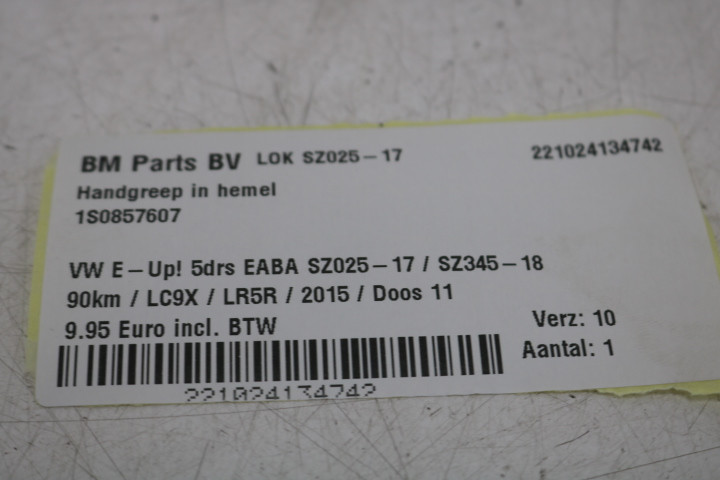 BM Parts BV LOK SZ025-17 221024134742
Handgreep in hemel
1S0857607
VW E-Up! 5drs EABA SZ025-17 / SZ345-18
90km / LC9X / LR5R / 2015 / Doos 11
9.95 Euro incl. BTW Verz: 10
Aantal: 1
221024134742